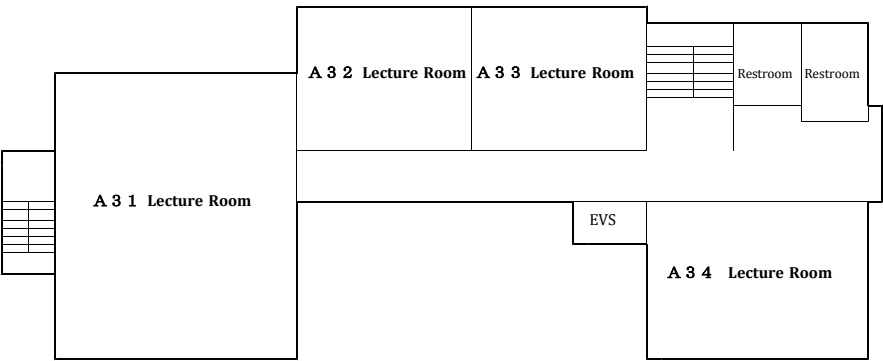 Ａ３２ Lecture Room
Ａ３３ Lecture Room
Restroom
Restroom
Ａ３１ Lecture Room
EVS
Ａ３４ Lecture Room